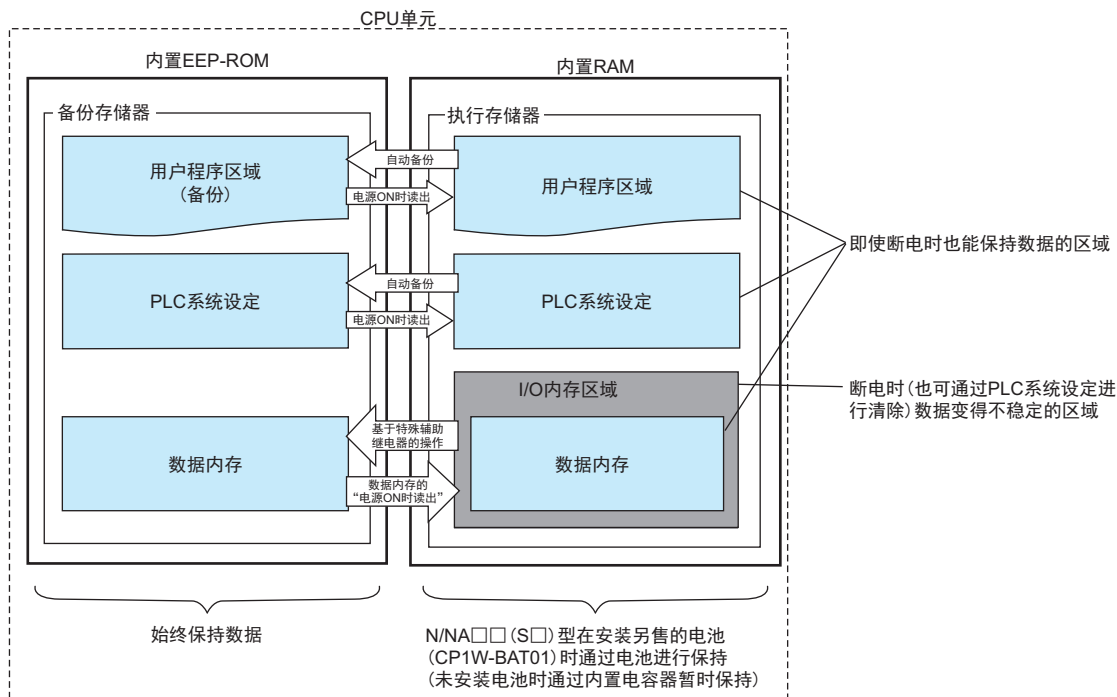 CPU单元
内置EEP-ROM
内置RAM
备份存储器
执行存储器
用户程序区域
(备份)
自动备份
电源ON时读出
用户程序区域
即使断电时也能保持数据的区域
PLC系统设定
自动备份
电源ON时读出
PLC系统设定
I/O内存区域
断电时(也可通过PLC系统设定进
行清除)数据变得不稳定的区域
数据内存
基于特殊辅助
继电器的操作
数据内存的
“电源ON时读出”
数据内存
始终保持数据
N/NA□□(S□)型在安装另售的电池
(CP1W-BAT01)时通过电池进行保持
(未安装电池时通过内置电容器暂时保持)